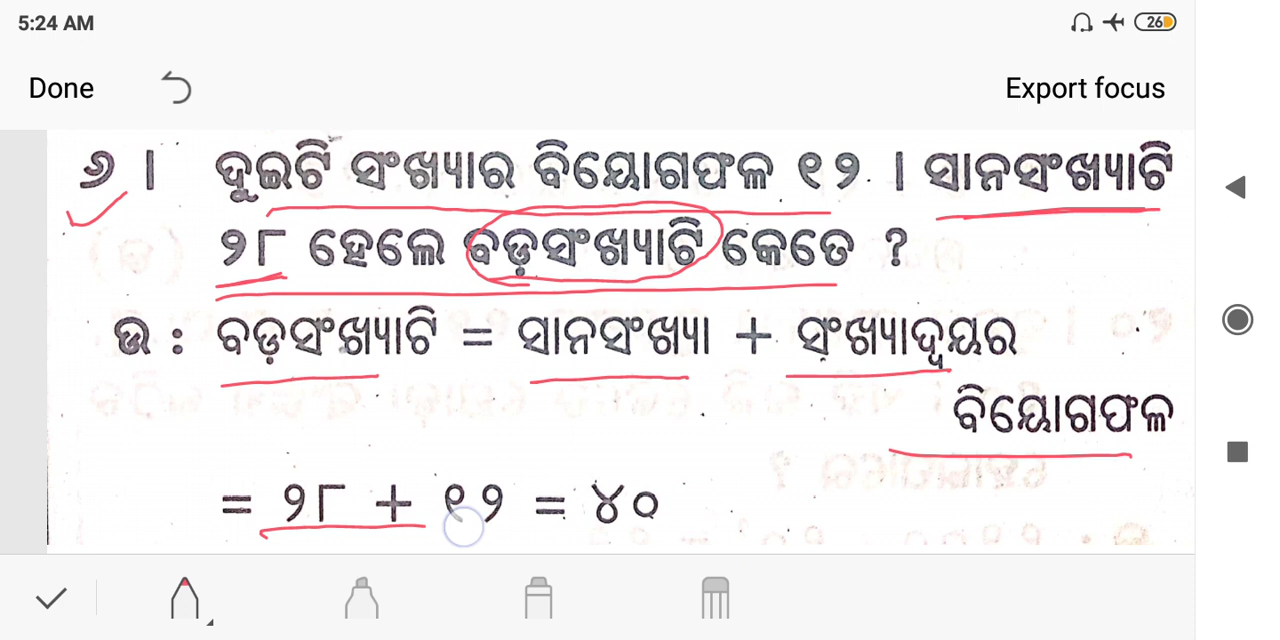 5:24 AM
26
Done
Export focus
୬ । ଦୁଇଟି ସଂଖ୍ୟାର ବିୟୋଗଫଳ ୧୨ । ସାନସଂଖ୍ୟାଟି
୨୮ ହେଲେ ବଡ଼ସଂଖ୍ୟାଟି କେତେ ?
ଉ : ବଡ଼ସଂଖ୍ୟାଟି = ସାନସଂଖ୍ୟା + ସଂଖ୍ୟାଦ୍ୱୟର
ବିୟୋଗଫଳ
= ୨୮ + ୧୨ = ୪୦